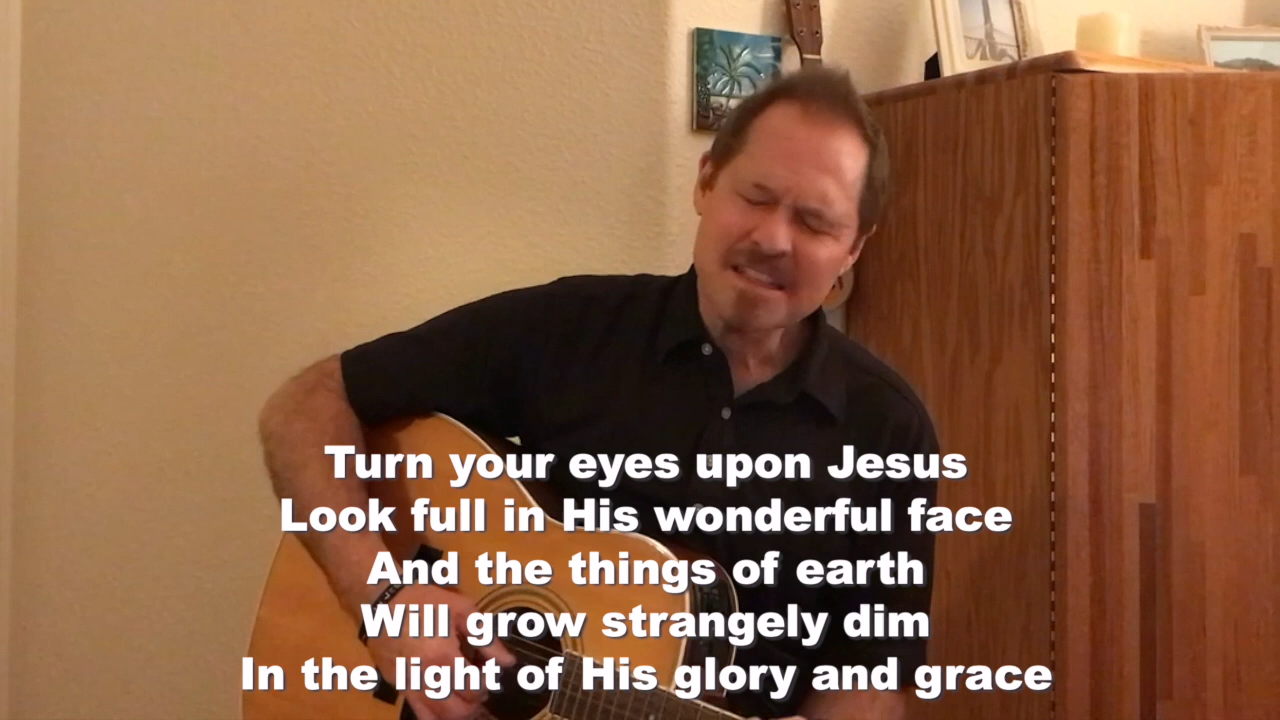 Turn your eyes upon Jesus
Look full in His wonderful face
And the things of earth
Will grow strangely dim
In the light of His glory and grace